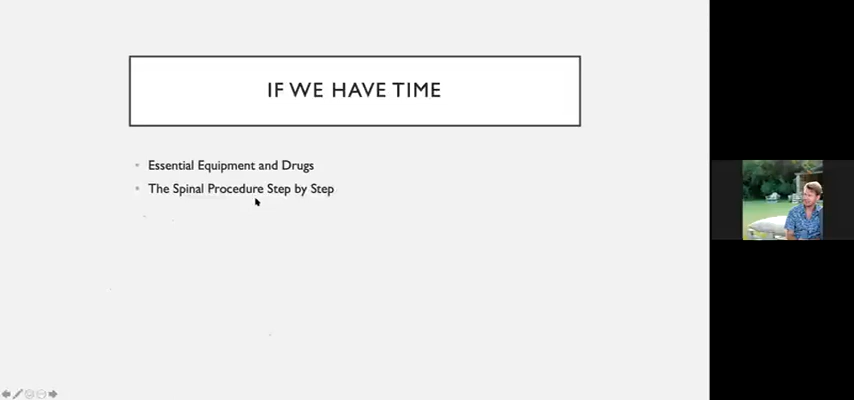 IF WE HAVE TIME
Essential Equipment and Drugs
The Spinal Procedure Step by Step